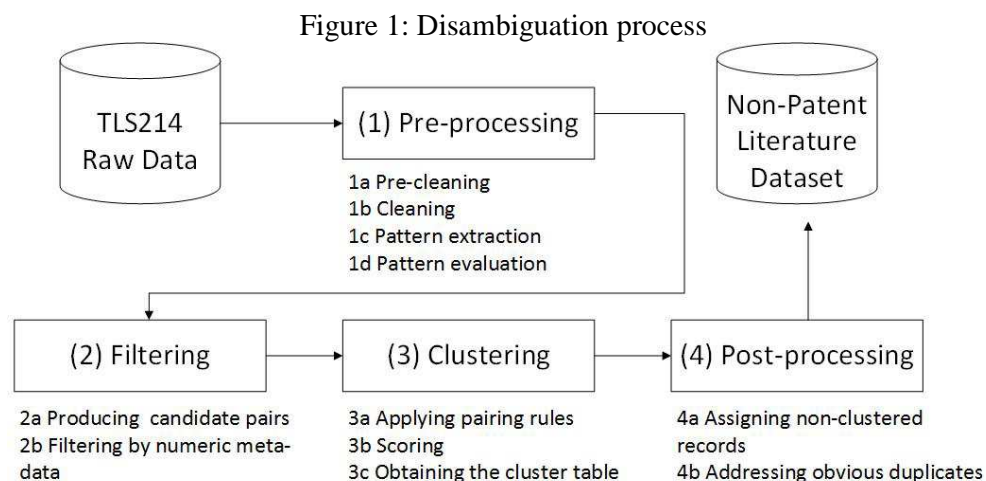 Figure 1: Disambiguation process
TLS214
Raw Data
(1) Pre-processing
1a Pre-cleaning
1b Cleaning
1c Pattern extraction
1d Pattern evaluation
Non-Patent
Literature
Dataset
(2) Filtering
2a Producing candidate pairs
2b Filtering by numeric meta-
data
(3) Clustering
3a Applying pairing rules
3b Scoring
3c Obtaining the cluster table
(4) Post-processing
4a Assigning non-clustered
records
4b Addressing obvious duplicates